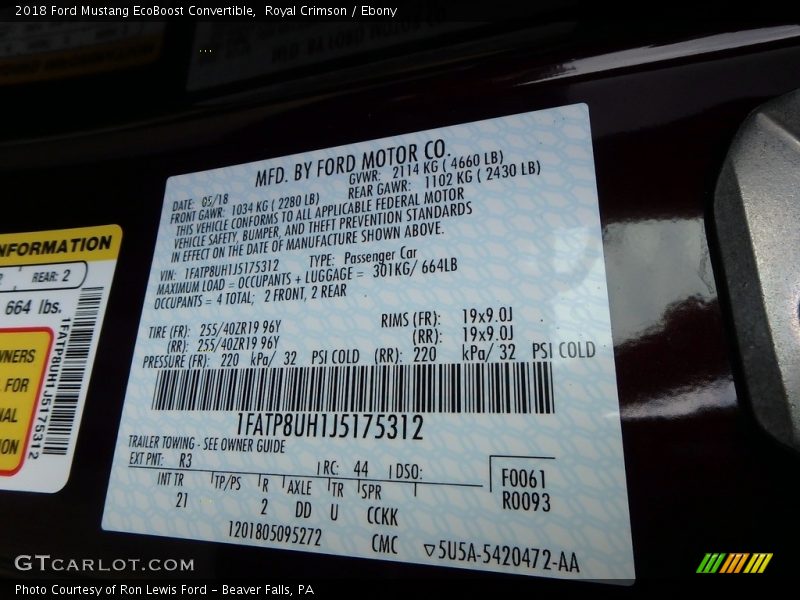 2018 Ford Mustang EcoBoost Convertible,  Royal Crimson / Ebony
MFD. BY FORD MOTOR CO.
DATE: 05/18
GVWR: 2114 KG ( 4660 LB)
FRONT GAWR: 1034 KG ( 2280 LB)
REAR GAWR: 1102 KG ( 2430 LB)
THIS VEHICLE CONFORMS TO ALL APPLICABLE FEDERAL MOTOR
VEHICLE SAFETY, BUMPER, AND THEFT PREVENTION STANDARDS
IN EFFECT ON THE DATE OF MANUFACTURE SHOWN ABOVE.
VIN: 1FATP8UH1J5175312 TYPE: Passenger Car
MAXIMUM LOAD = OCCUPANTS + LUGGAGE = 301KG/ 664LB
OCCUPANTS = 4 TOTAL; 2 FRONT, 2 REAR
TIRE (FR): 255/40ZR19 96Y RIMS (FR): 19x9.0J
(RR): 255/40ZR19 96Y (RR): 19x9.0J
PRESSURE (FR): 220 kPa/ 32 PSI COLD (RR): 220 kPa/ 32 PSI COLD
1FATP8UH1J5175312
TRAILER TOWING - SEE OWNER GUIDE
EXT PNT: R3 RC: 44 DSO: F0061
R0093
INT TR TP/PS R AXLE TR SPR
21 2 DD U CCKK
1201805095272 CMC ▽5U5A-5420472-AA
NFORMATION
REAR: 2
664 lbs.
1FATP8UH1J5175312
WNERS
FOR
NAL
ION
GTCARLOT.COM
Photo Courtesy of Ron Lewis Ford – Beaver Falls, PA